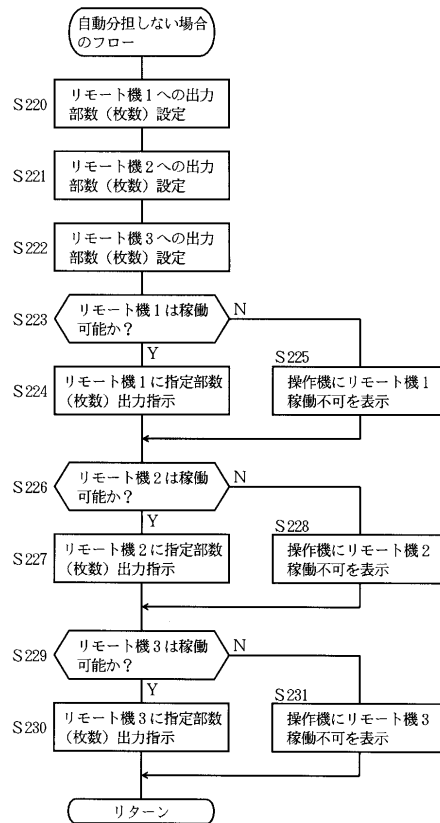 自動分担しない場合
のフロー
S220
リモート機1への出力
部数（枚数）設定
S221
リモート機2への出力
部数（枚数）設定
S222
リモート機3への出力
部数（枚数）設定
S223
リモート機1は稼働
可能か？
N
Y
S224
リモート機1に指定部数
（枚数）出力指示
S225
操作機にリモート機1
稼働不可を表示
S226
リモート機2は稼働
可能か？
N
Y
S227
リモート機2に指定部数
（枚数）出力指示
S228
操作機にリモート機2
稼働不可を表示
S229
リモート機3は稼働
可能か？
N
Y
S230
リモート機3に指定部数
（枚数）出力指示
S231
操作機にリモート機3
稼働不可を表示
リターン